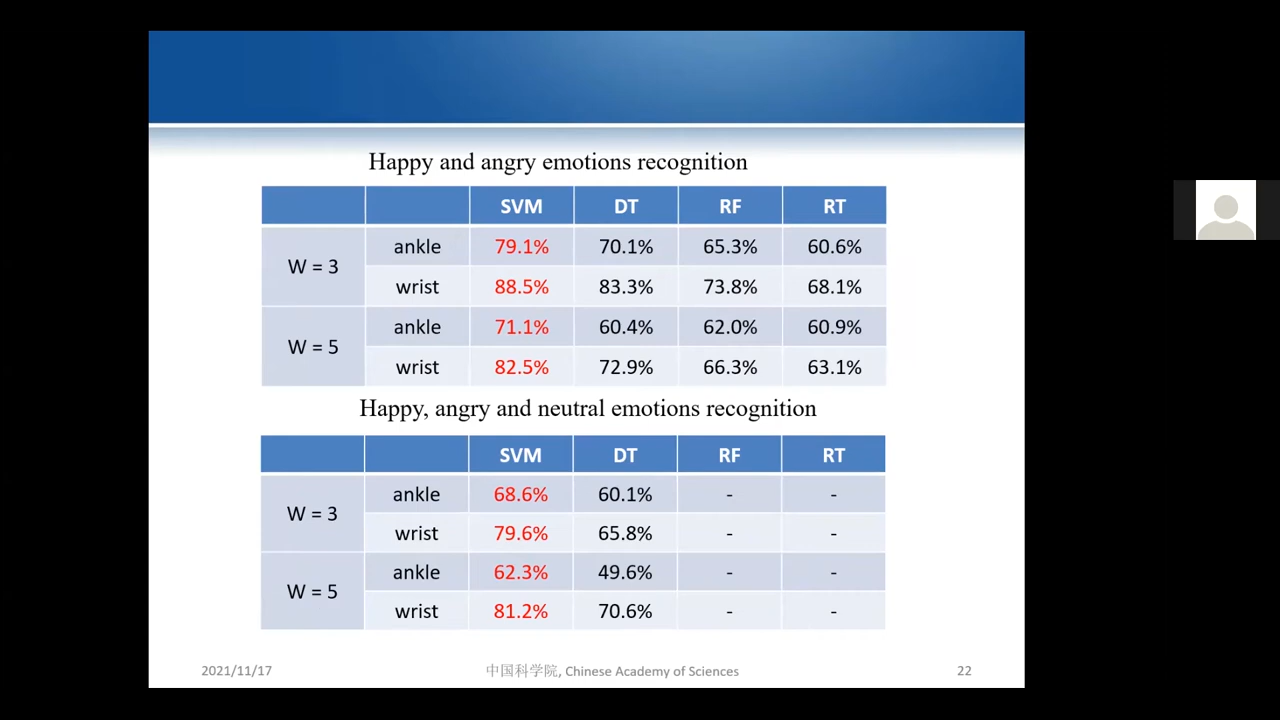 Happy and angry emotions recognition
SVM DT RF RT
W = 3
ankle 79.1% 70.1% 65.3% 60.6%
wrist 88.5% 83.3% 73.8% 68.1%
W = 5
ankle 71.1% 60.4% 62.0% 60.9%
wrist 82.5% 72.9% 66.3% 63.1%
Happy, angry and neutral emotions recognition
SVM DT RF RT
W = 3
ankle 68.6% 60.1% - -
wrist 79.6% 65.8% - -
W = 5
ankle 62.3% 49.6% - -
wrist 81.2% 70.6% - -
2021/11/17 中国科学院, Chinese Academy of Sciences 22